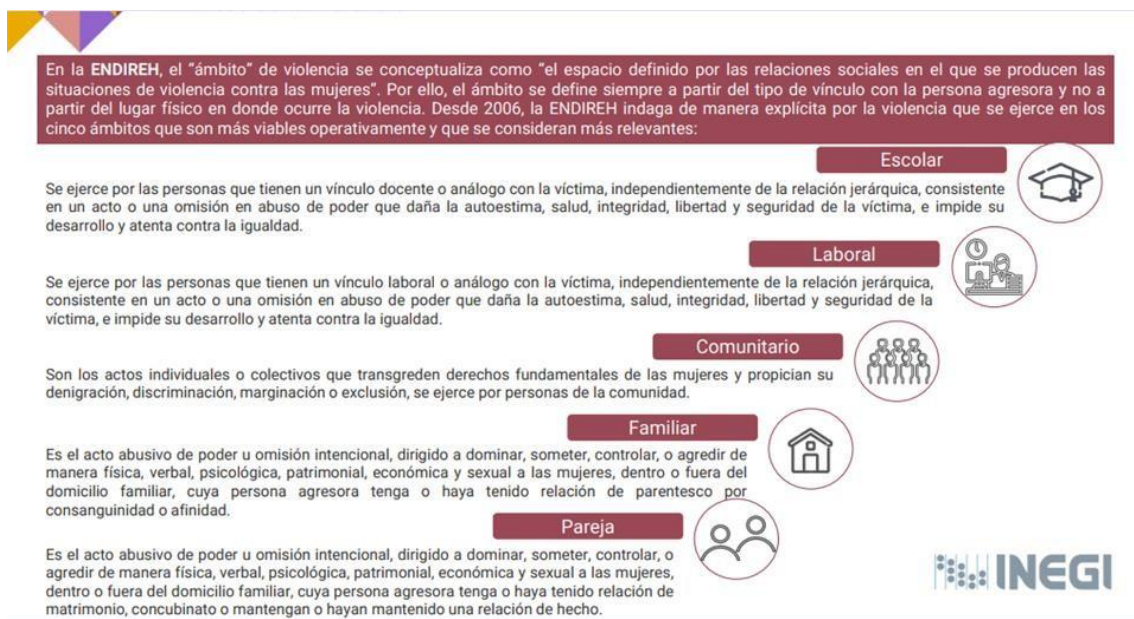 En la ENDIREH, el “ámbito” de violencia se conceptualiza como “el espacio definido por las relaciones sociales en el que se producen las
situaciones de violencia contra las mujeres”. Por ello, el ámbito se define siempre a partir del tipo de vínculo con la persona agresora y no a
partir del lugar físico en donde ocurre la violencia. Desde 2006, la ENDIREH indaga de manera explícita por la violencia que se ejerce en los
cinco ámbitos que son más viables operativamente y que se consideran más relevantes:
Escolar
Se ejerce por las personas que tienen un vínculo docente o análogo con la víctima, independientemente de la relación jerárquica, consistente
en un acto o una omisión en abuso de poder que daña la autoestima, salud, integridad, libertad y seguridad de la víctima, e impide su
desarrollo y atenta contra la igualdad.
Laboral
Se ejerce por las personas que tienen un vínculo laboral o análogo con la víctima, independientemente de la relación jerárquica,
consistente en un acto o una omisión en abuso de poder que daña la autoestima, salud, integridad, libertad y seguridad de la
víctima, e impide su desarrollo y atenta contra la igualdad.
Comunitario
Son los actos individuales o colectivos que transgreden derechos fundamentales de las mujeres y propician su
denigración, discriminación, marginación o exclusión, se ejerce por personas de la comunidad.
Familiar
Es el acto abusivo de poder u omisión intencional, dirigido a dominar, someter, controlar, o agredir de
manera física, verbal, psicológica, patrimonial, económica y sexual a las mujeres, dentro o fuera del
domicilio familiar, cuya persona agresora tenga o haya tenido relación de parentesco por
consanguinidad o afinidad.
Pareja
Es el acto abusivo de poder u omisión intencional, dirigido a dominar, someter, controlar, o
agredir de manera física, verbal, psicológica, patrimonial, económica y sexual a las mujeres,
dentro o fuera del domicilio familiar, cuya persona agresora tenga o haya tenido relación de
matrimonio, concubinato o mantengan o hayan mantenido una relación de hecho.
INEGI